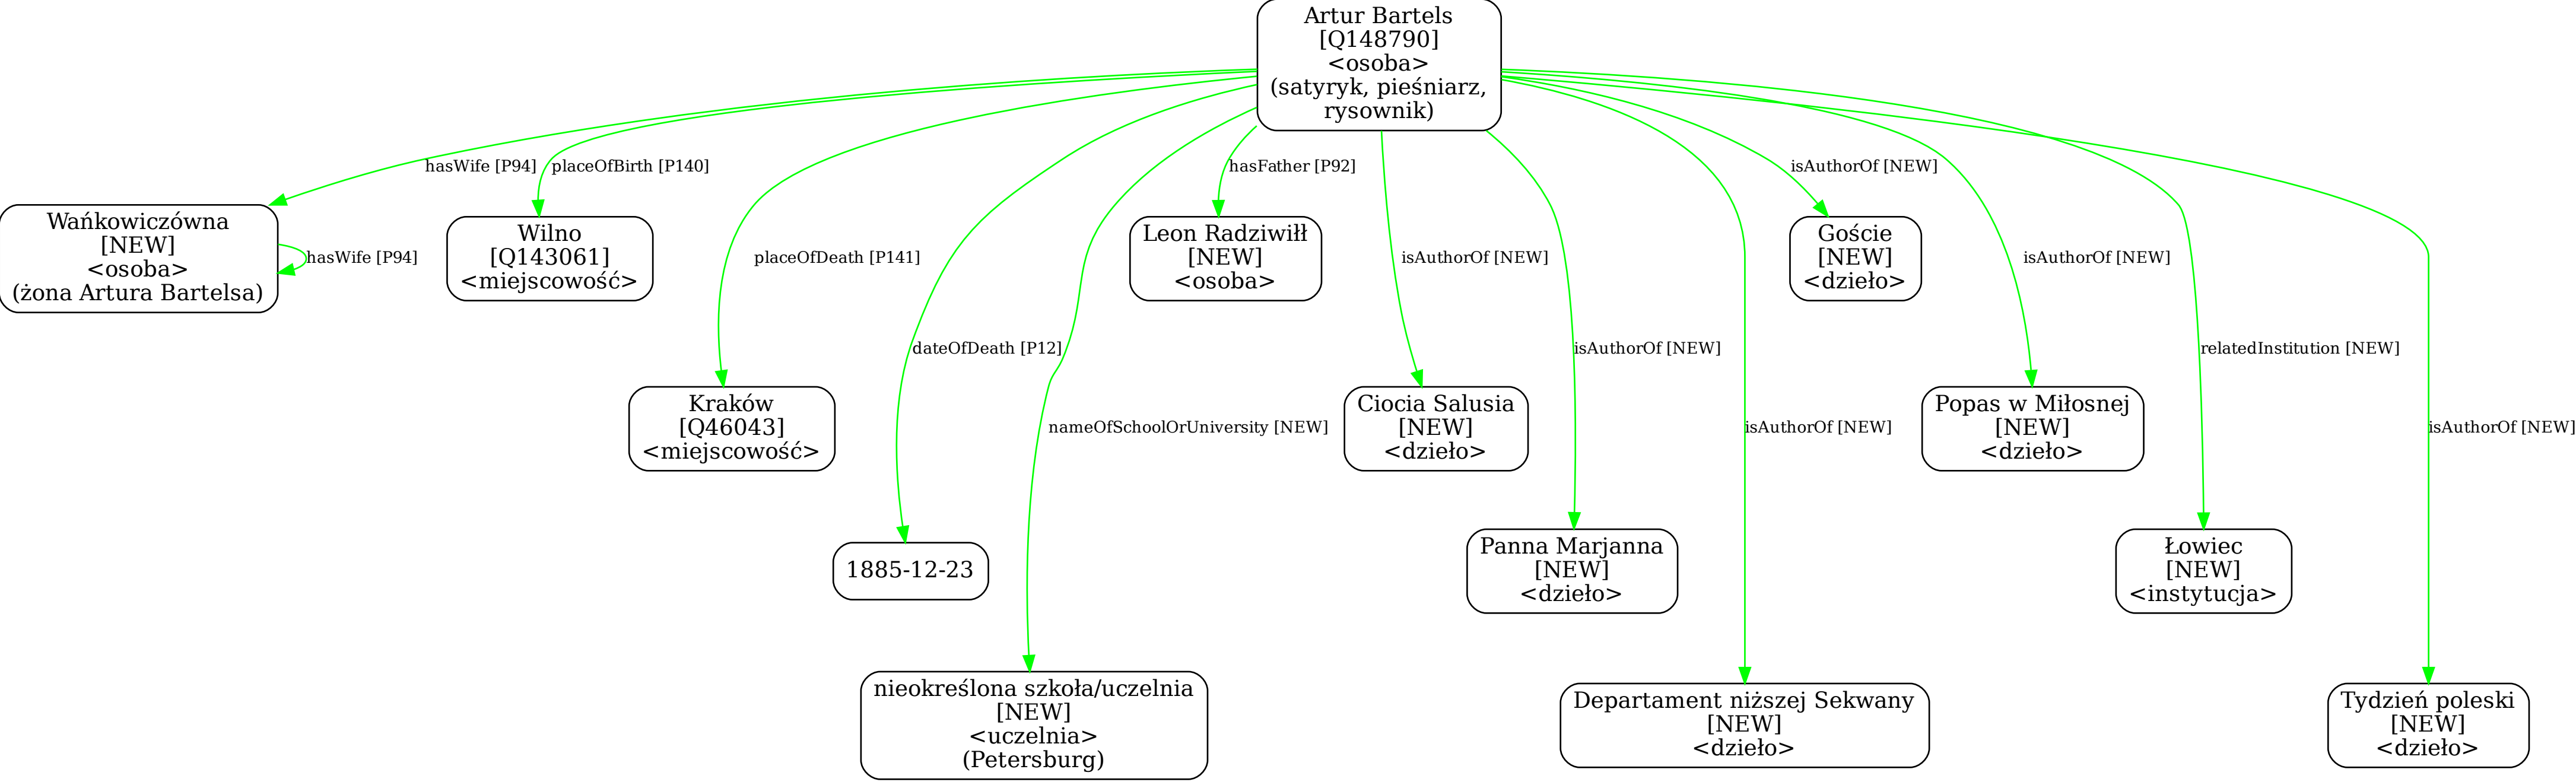 Artur Bartels
[Q148790]
<osoba>
(satyryk, pieśniarz,
rysownik)
hasWife [P94]
placeOfBirth [P140]
hasFather [P92]
isAuthorOf [NEW]
Wańkowiczówna
[NEW]
<osoba>
(żona Artura Bartelsa)
hasWife [P94]
Wilno
[Q143061]
<miejscowość>
placeOfDeath [P141]
Leon Radziwiłł
[NEW]
<osoba>
isAuthorOf [NEW]
Goście
[NEW]
<dzieło>
isAuthorOf [NEW]
dateOfDeath [P12]
isAuthorOf [NEW]
relatedInstitution [NEW]
Kraków
[Q46043]
<miejscowość>
nameOfSchoolOrUniversity [NEW]
Ciocia Salusia
[NEW]
<dzieło>
isAuthorOf [NEW]
Popas w Miłosnej
[NEW]
<dzieło>
isAuthorOf [NEW]
1885-12-23
Panna Marjanna
[NEW]
<dzieło>
Łowiec
[NEW]
<instytucja>
nieokreślona szkoła/uczelnia
[NEW]
<uczelnia>
(Petersburg)
Departament niższej Sekwany
[NEW]
<dzieło>
Tydzień poleski
[NEW]
<dzieło>